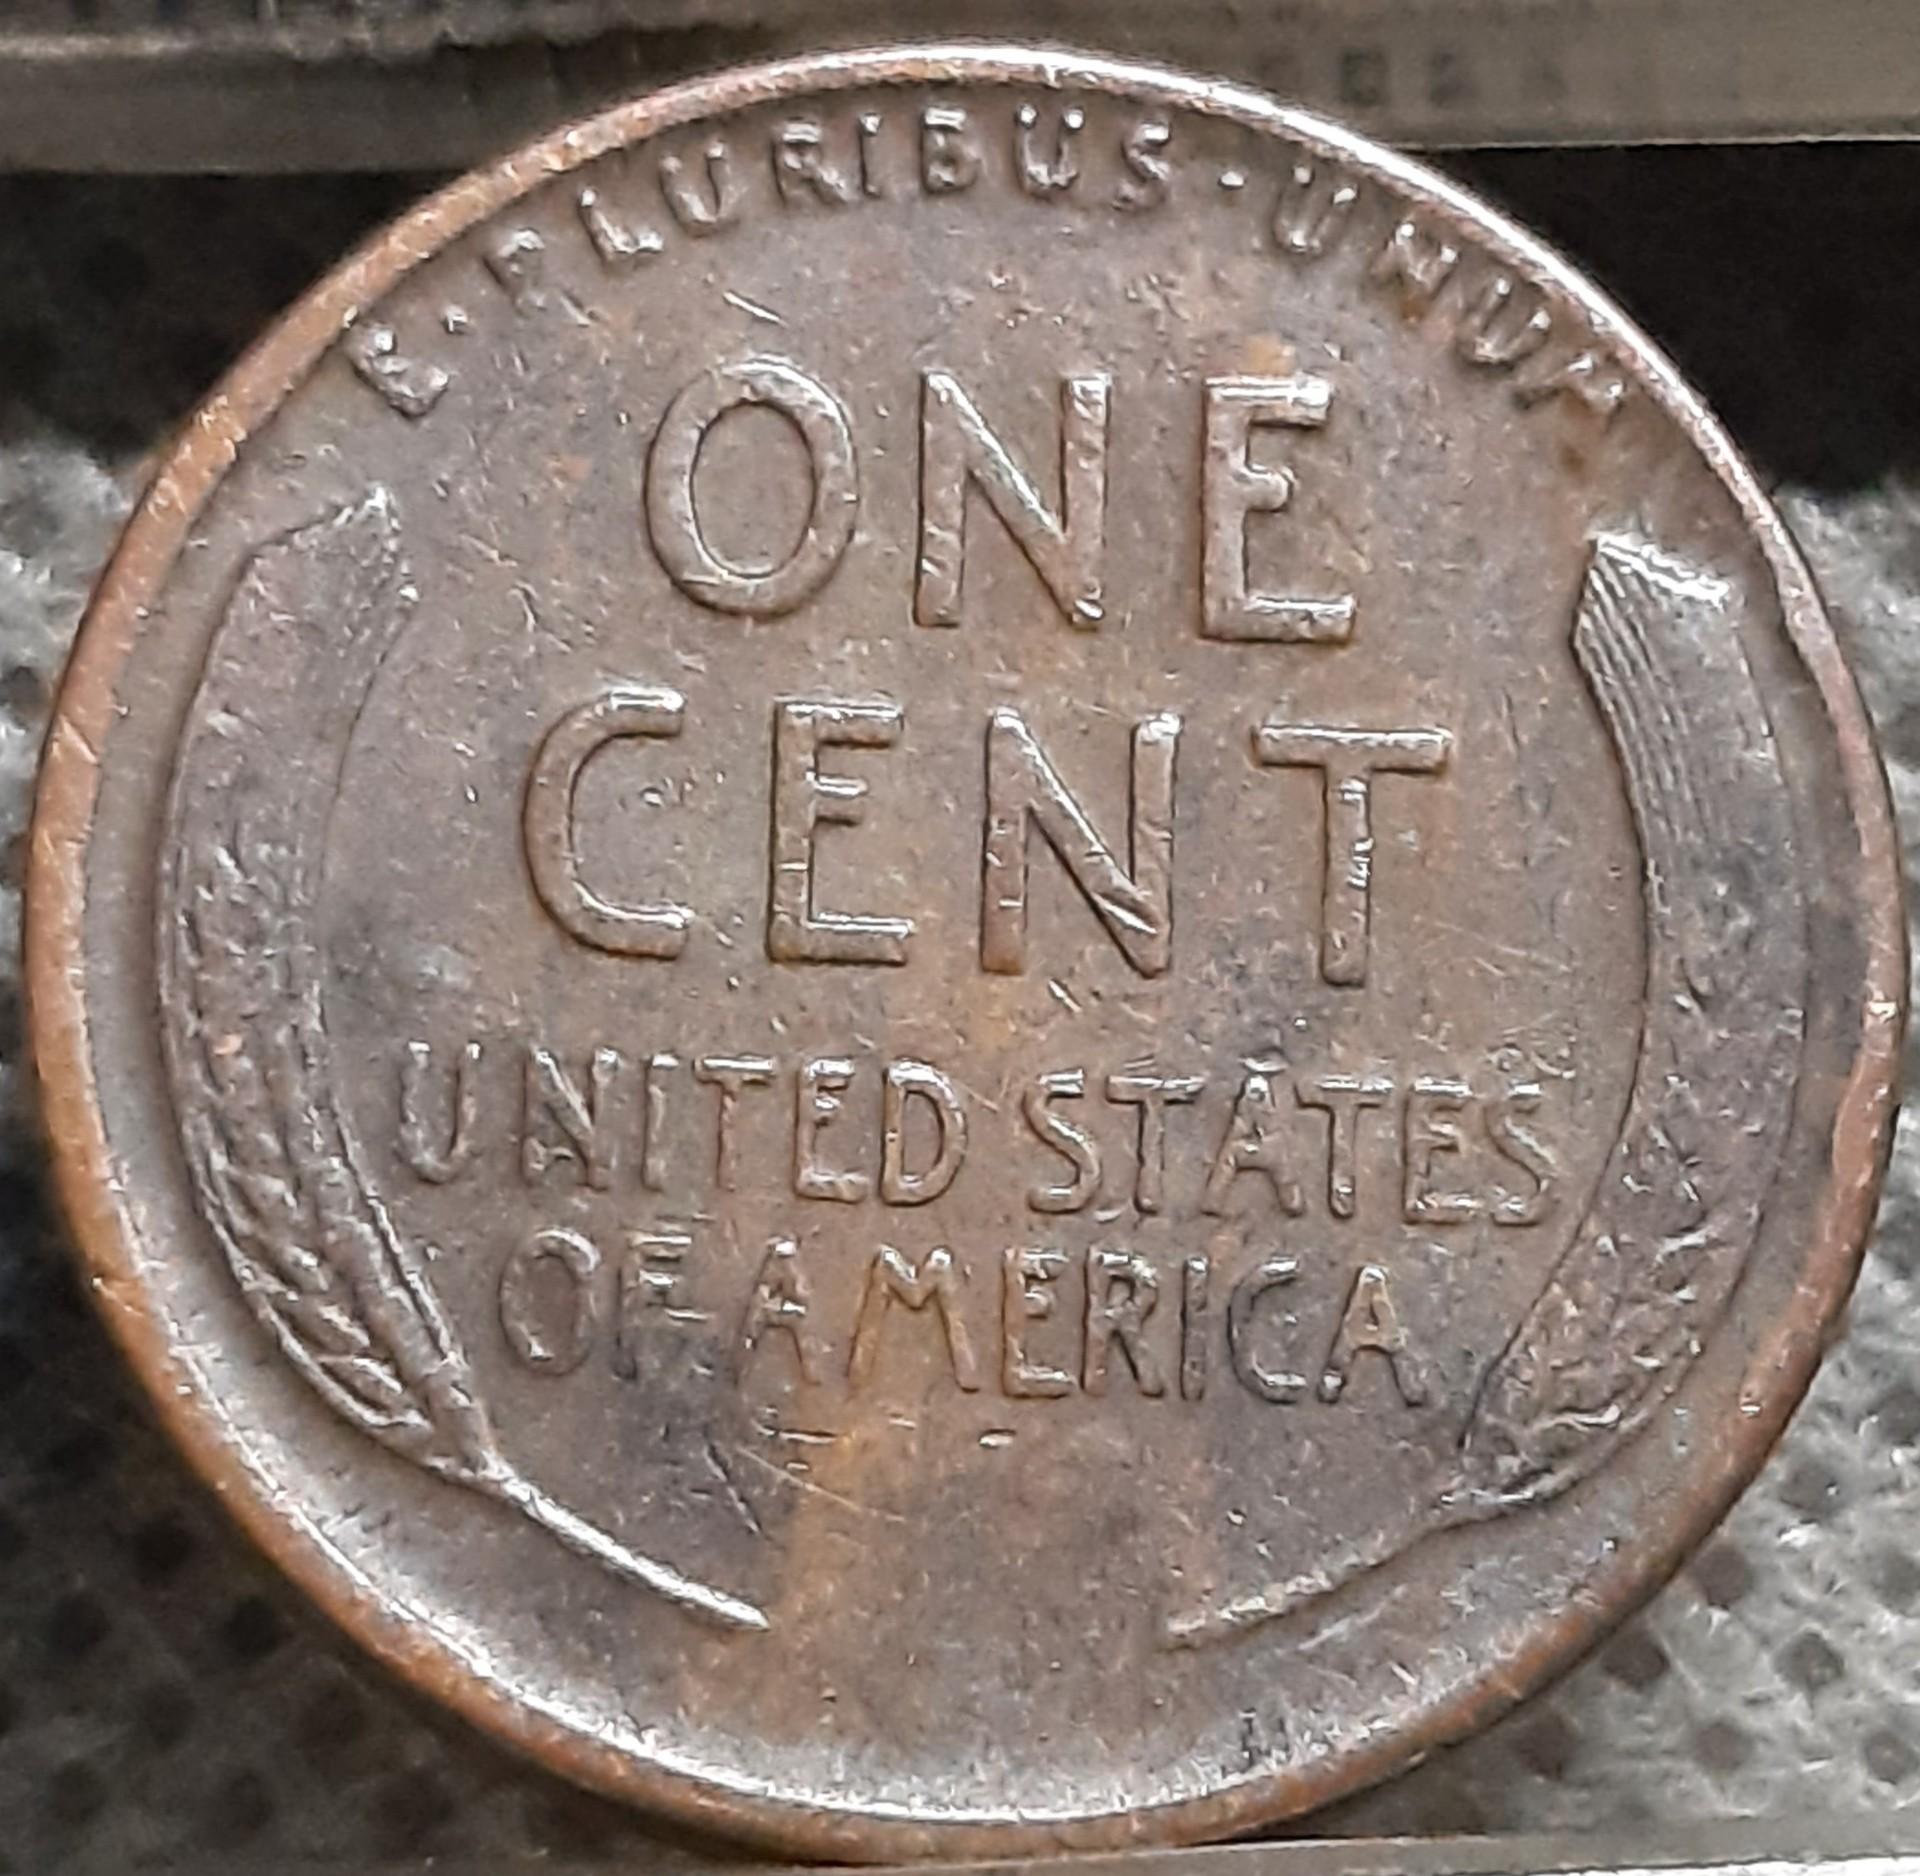 E·PLURIBUS·UNUM
ONE
CENT
UNITED STATES
OF AMERICA